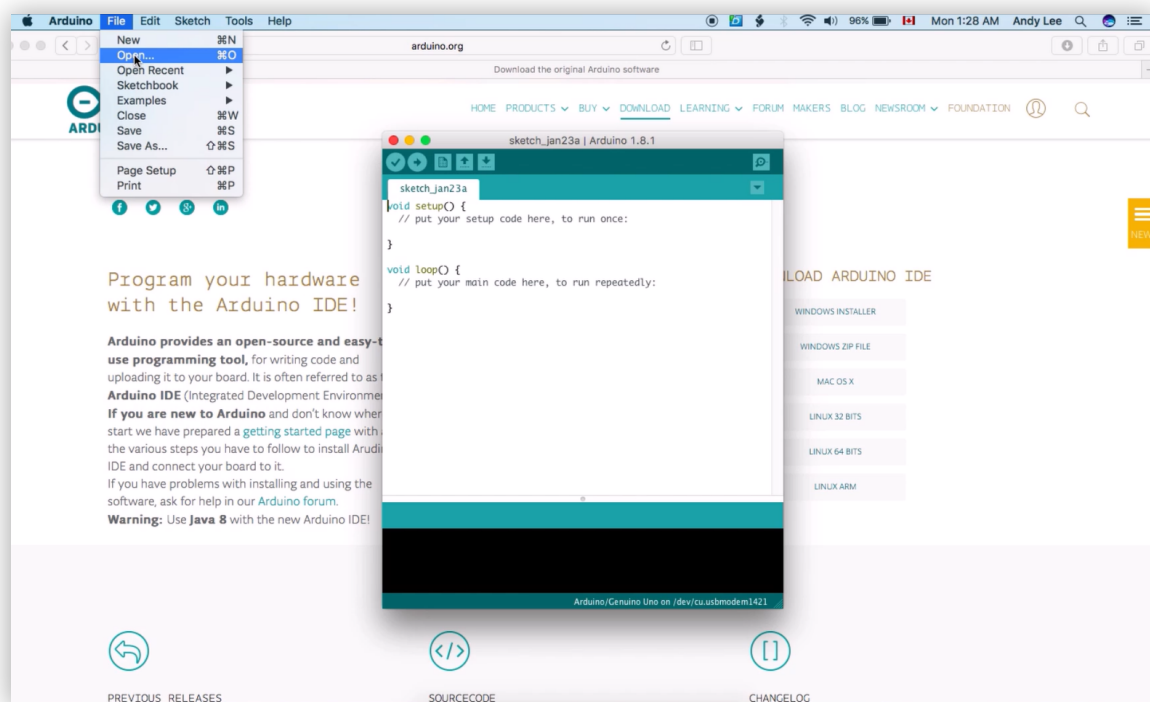 Arduino File Edit Sketch Tools Help 96% Mon 1:28 AM Andy Lee
New ⌘N
Open... ⌘O
Open Recent
Sketchbook
Examples
Close ⌘W
Save ⌘S
Save As... ⇧⌘S
Page Setup ⇧⌘P
Print ⌘P
arduino.org
Download the original Arduino software
HOME PRODUCTS BUY DOWNLOAD LEARNING FORUM MAKERS BLOG NEWSROOM FOUNDATION
sketch_jan23a | Arduino 1.8.1
sketch_jan23a
void setup() {
// put your setup code here, to run once:
}
void loop() {
// put your main code here, to run repeatedly:
}
Arduino/Genuino Uno on /dev/cu.usbmodem1421
Program your hardware
with the Arduino IDE!
Arduino provides an open-source and easy-t
use programming tool, for writing code and
uploading it to your board. It is often referred to as
Arduino IDE (Integrated Development Environme
If you are new to Arduino and don't know wher
start we have prepared a getting started page with
the various steps you have to follow to install Arudi
IDE and connect your board to it.
If you have problems with installing and using the
software, ask for help in our Arduino forum.
Warning: Use Java 8 with the new Arduino IDE!
LOAD ARDUINO IDE
WINDOWS INSTALLER
WINDOWS ZIP FILE
MAC OS X
LINUX 32 BITS
LINUX 64 BITS
LINUX ARM
NEW
PREVIOUS RELEASES
SOURCECODE
CHANGELOG